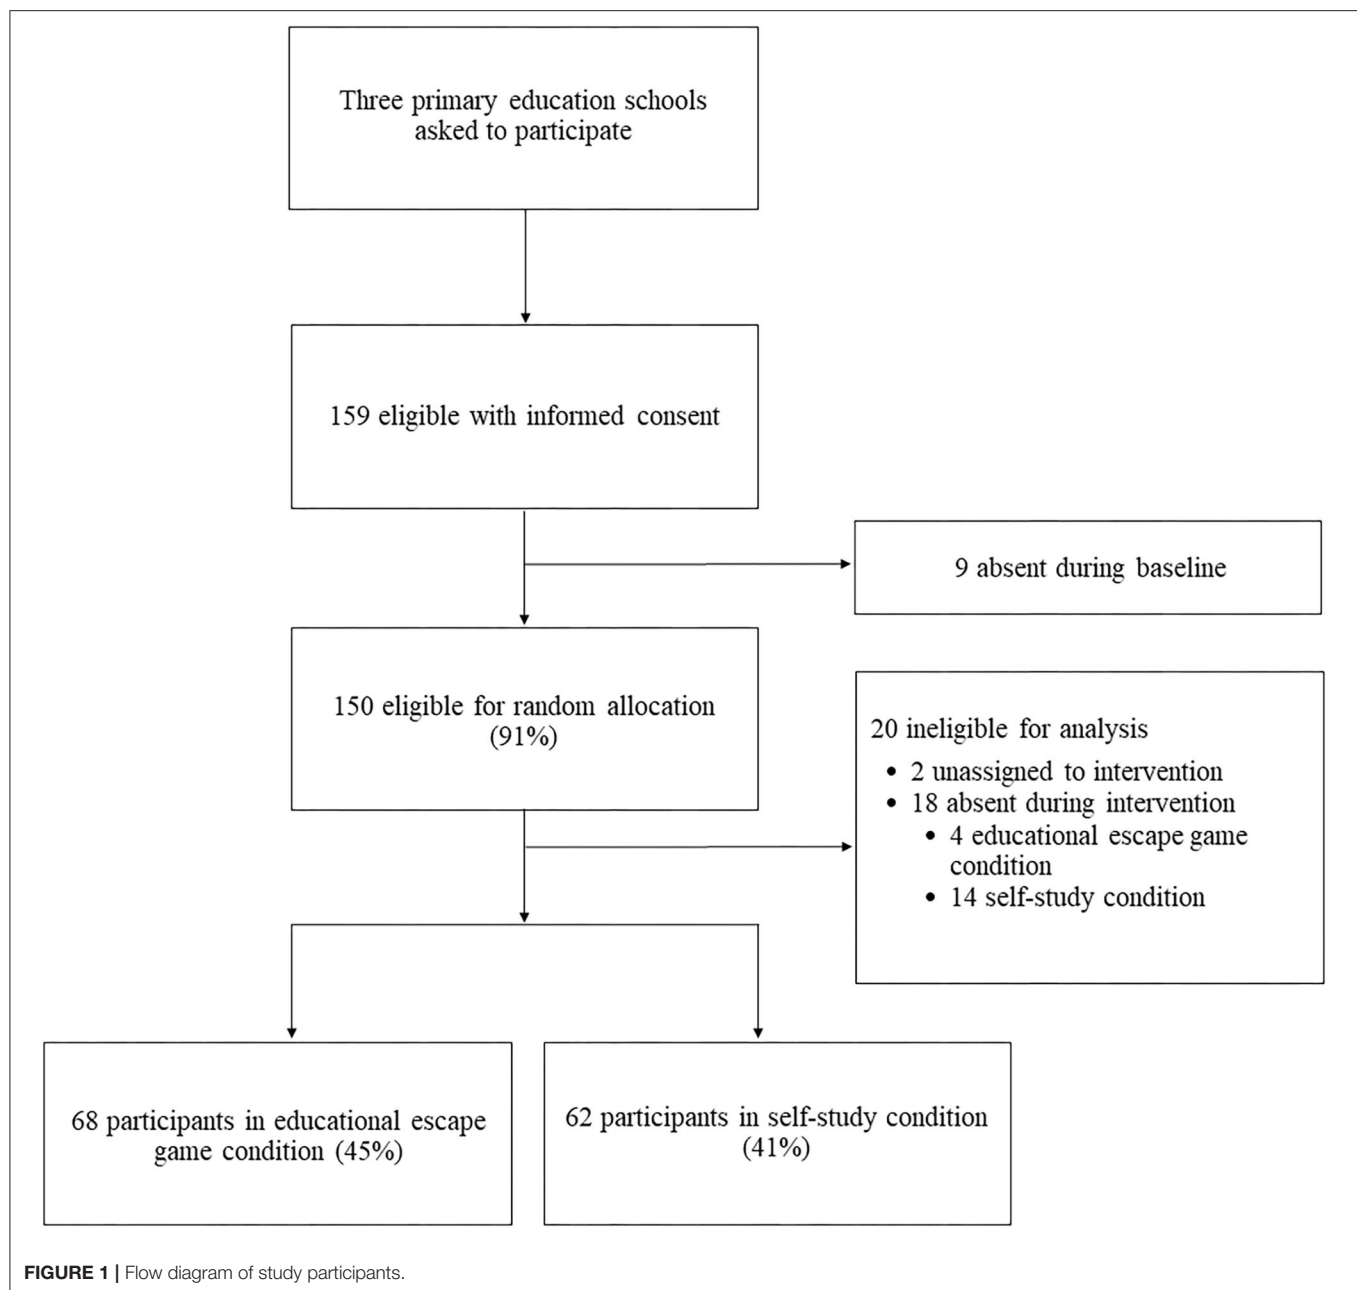 Three primary education schools
asked to participate
159 eligible with informed consent
9 absent during baseline
150 eligible for random allocation
(91%)
20 ineligible for analysis
• 2 unassigned to intervention
• 18 absent during intervention
• 4 educational escape game
condition
• 14 self-study condition
68 participants in educational escape
game condition (45%)
62 participants in self-study condition
(41%)
FIGURE 1 | Flow diagram of study participants.